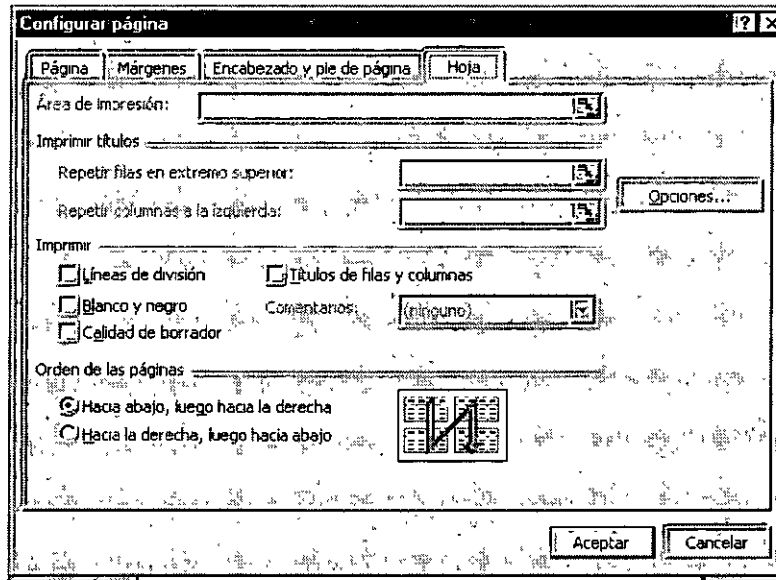 Configurar página
Página Márgenes Encabezado y pie de página Hoja
Área de impresión:
Imprimir títulos
Repetir filas en extremo superior:
Opciones...
Repetir columnas a la izquierda:
Imprimir
Líneas de división Títulos de filas y columnas
Blanco y negro Comentarios: (ninguno)
Calidad de borrador
Orden de las páginas
Hacia abajo, luego hacia la derecha
Hacia la derecha, luego hacia abajo
Aceptar Cancelar